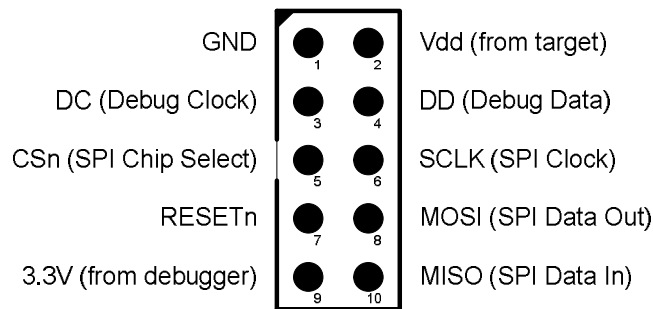 GND 1 2 Vdd (from target)
DC (Debug Clock) 3 4 DD (Debug Data)
CSn (SPI Chip Select) 5 6 SCLK (SPI Clock)
RESETn 7 8 MOSI (SPI Data Out)
3.3V (from debugger) 9 10 MISO (SPI Data In)